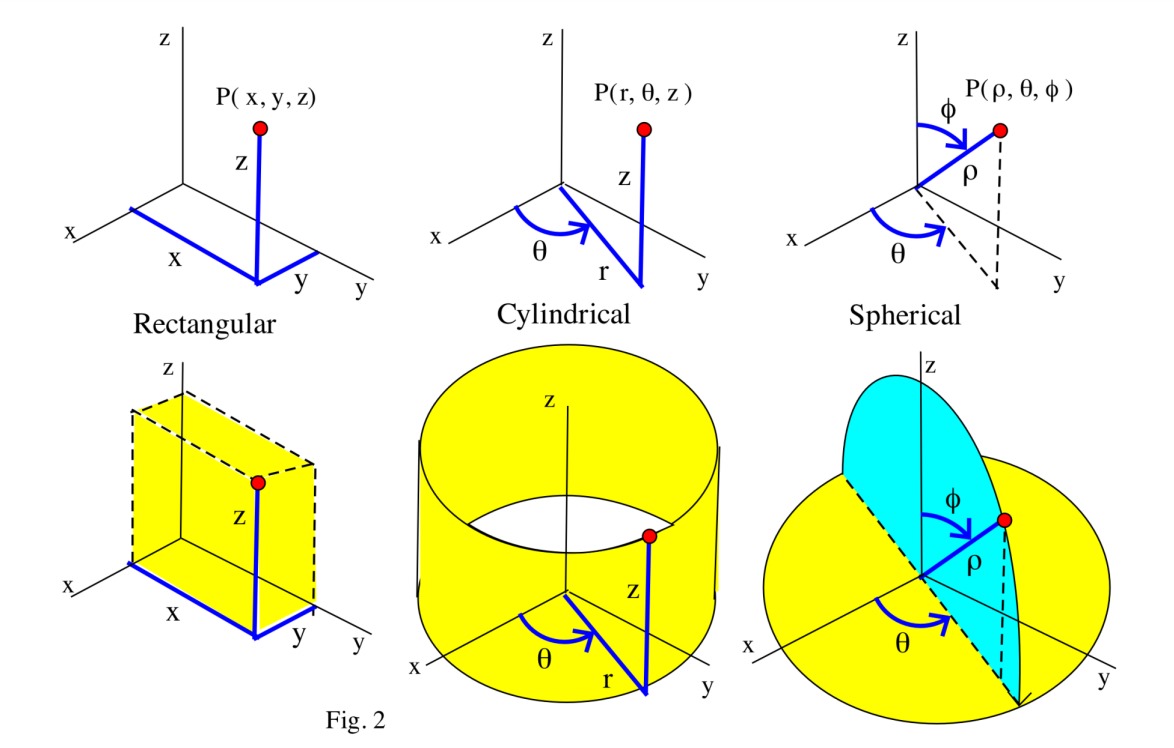 z
P( x, y, z)
z
x
x
y
y
Rectangular
z
P(r, θ, z )
z
x
θ
r
y
Cylindrical
z
P(ρ, θ, ϕ )
ϕ
ρ
x
θ
y
Spherical
z
z
x
x
y
y
z
z
x
θ
r
y
z
ϕ
ρ
x
θ
y
Fig. 2